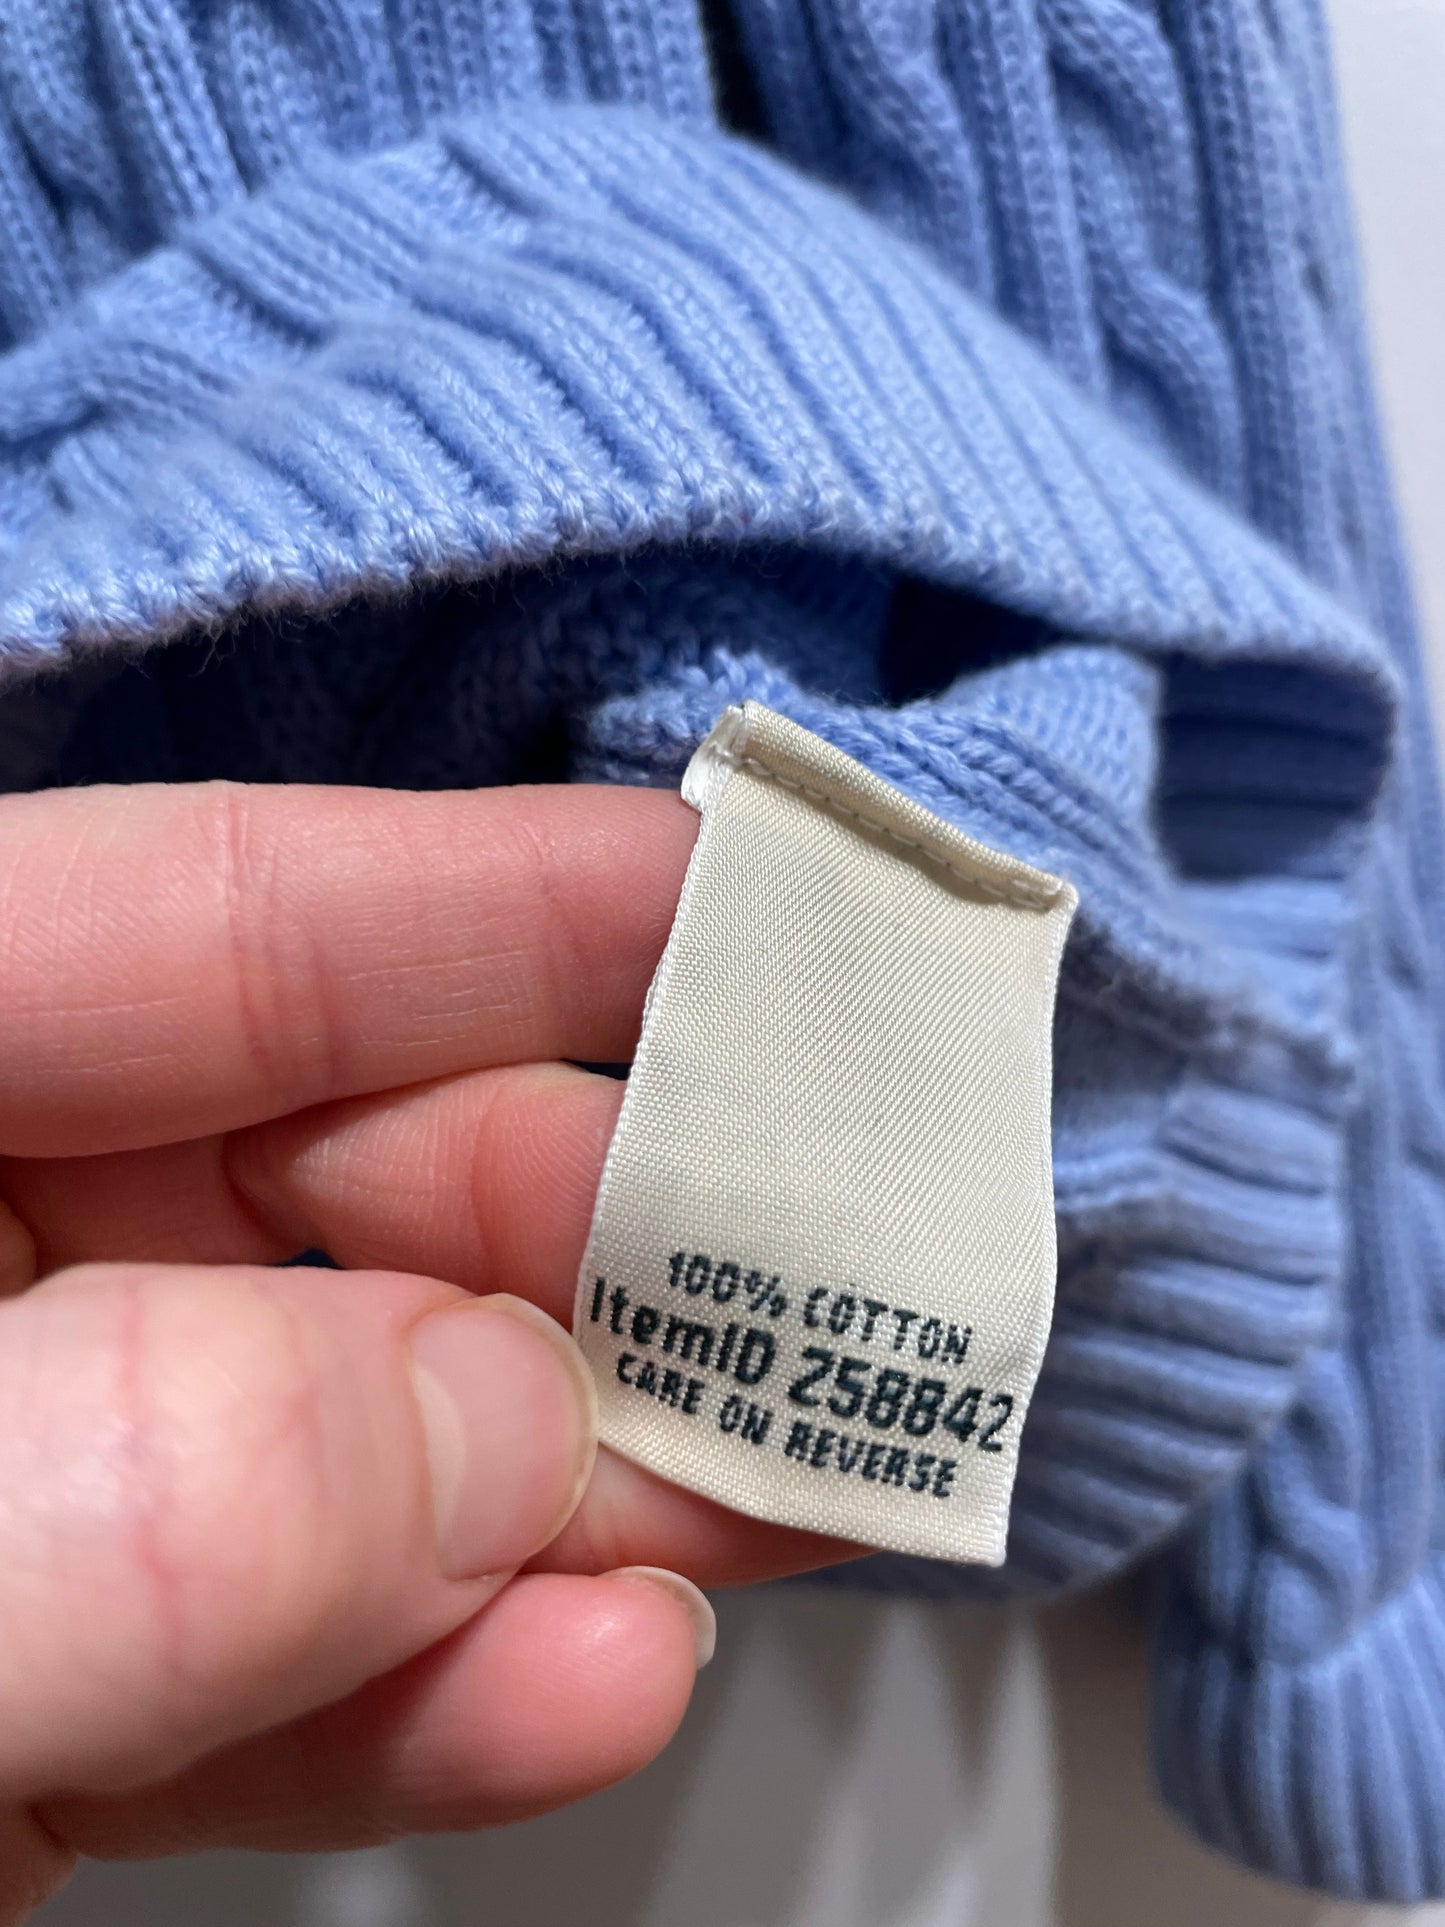 100% COTTON
ItemID 258842
CARE ON REVERSE